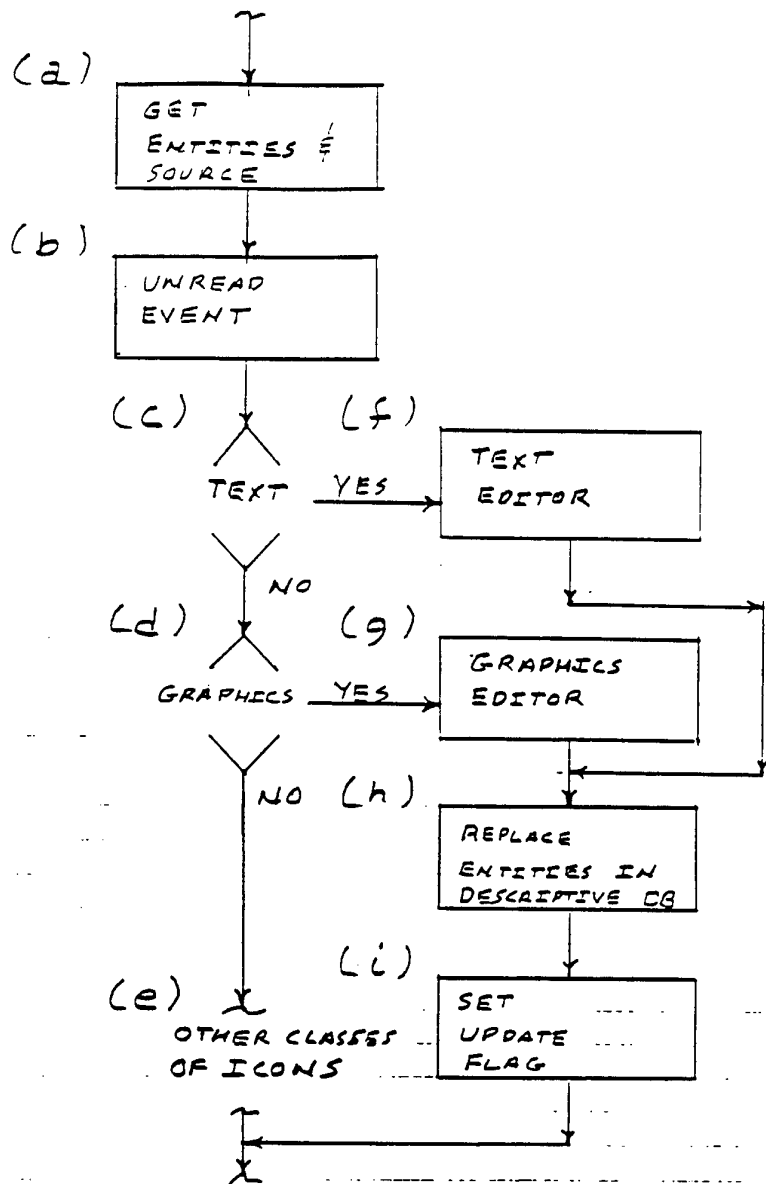 (a)
GET
ENTITIES &
SOURCE
(b)
UNREAD
EVENT
(c)
TEXT
YES
NO
(f)
TEXT
EDITOR
(d)
GRAPHICS
YES
NO
(g)
GRAPHICS
EDITOR
(h)
REPLACE
ENTITIES IN
DESCRIPTIVE DB
(e)
OTHER CLASSES
OF ICONS
(i)
SET
UPDATE
FLAG